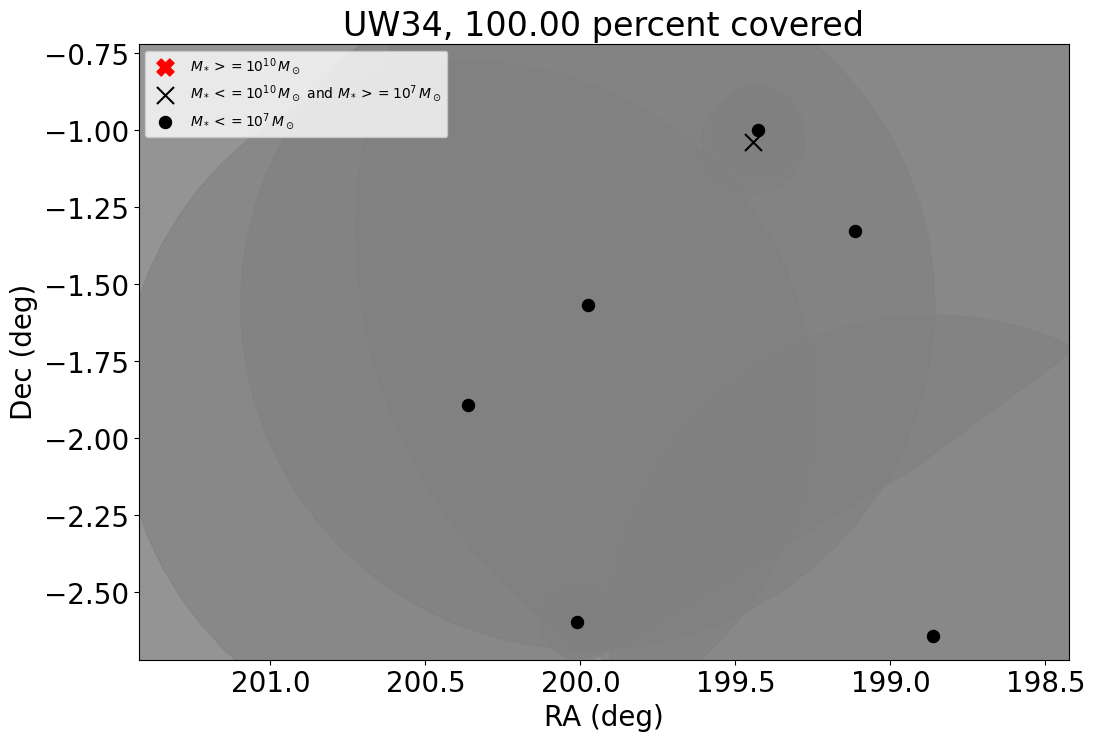 UW34, 100.00 percent covered
M* >= 10^10 M⊙
M* <= 10^10 M⊙ and M* >= 10^7 M⊙
M* <= 10^7 M⊙
−0.75
−1.00
−1.25
−1.50
−1.75
−2.00
−2.25
−2.50
Dec (deg)
201.0 200.5 200.0 199.5 199.0 198.5
RA (deg)